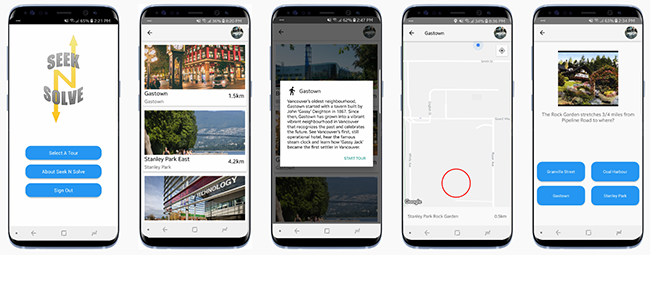 65% 2:21 PM
SEEK
N
SOLVE
Select A Tour
About Seek N Solve
Sign Out
Gastown
Gastown
1.5km
Stanley Park East
Stanley Park
4.2km
TECHNOLOGY
62% 2:47 PM
Gastown
Vancouver's oldest neighbourhood,
Gastown started with a tavern built by
John 'Gassy' Deighton in 1867. Since
then, Gastown has grown into a vibrant
vibrant neighbourhood in Vancouver
that recognizes the past and celebrates
the future. See Vancouver's first, still
operational hotel, hear the famous
steam clock and learn how 'Gassy Jack'
became the first settler in Vancouver.
START TOUR
Gastown
Google
Stanley Park Rock Garden
0.5km
63% 2:34 PM
The Rock Garden stretches 3/4 miles from
Pipeline Road to where?
Granville Street
Coal Harbour
Gastown
Stanley Park